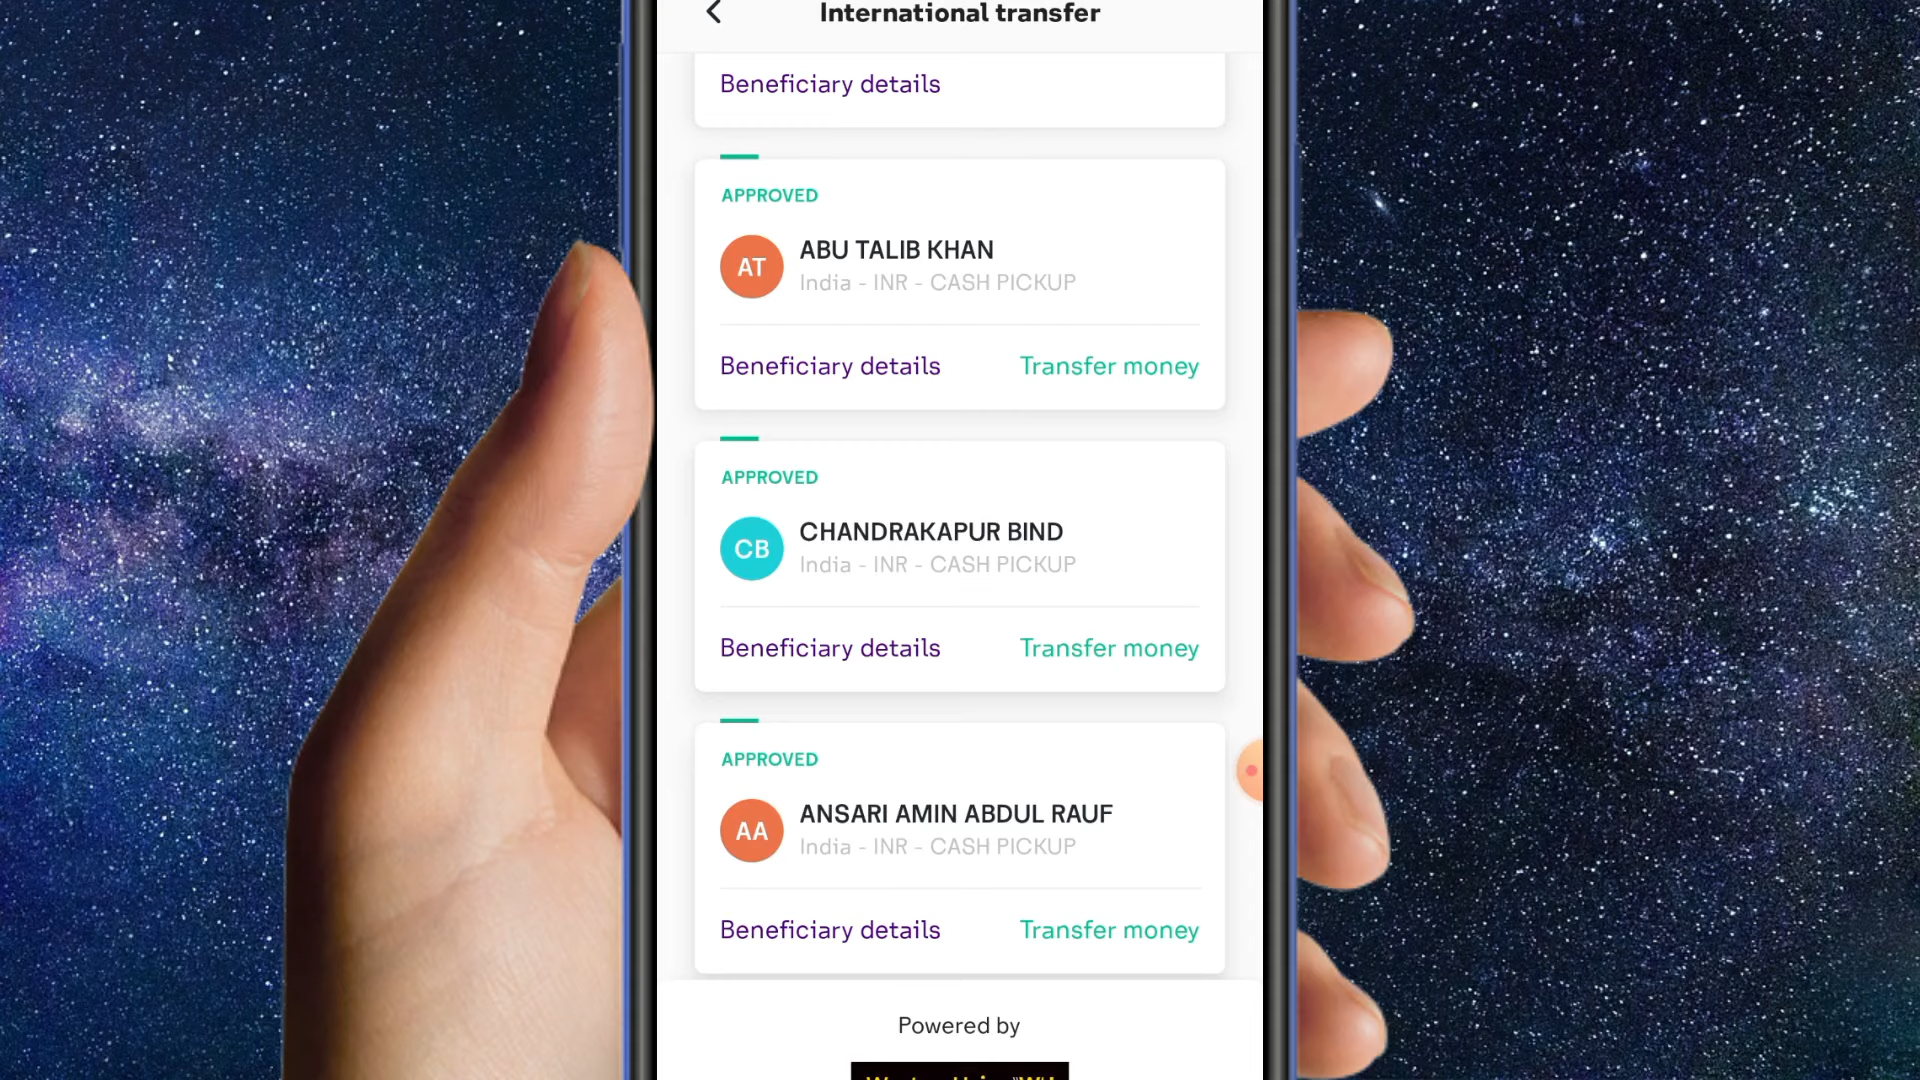 International transfer
Beneficiary details
APPROVED
AT
ABU TALIB KHAN
India - INR - CASH PICKUP
Beneficiary details
Transfer money
APPROVED
CB
CHANDRAKAPUR BIND
India - INR - CASH PICKUP
Beneficiary details
Transfer money
APPROVED
AA
ANSARI AMIN ABDUL RAUF
India - INR - CASH PICKUP
Beneficiary details
Transfer money
Powered by